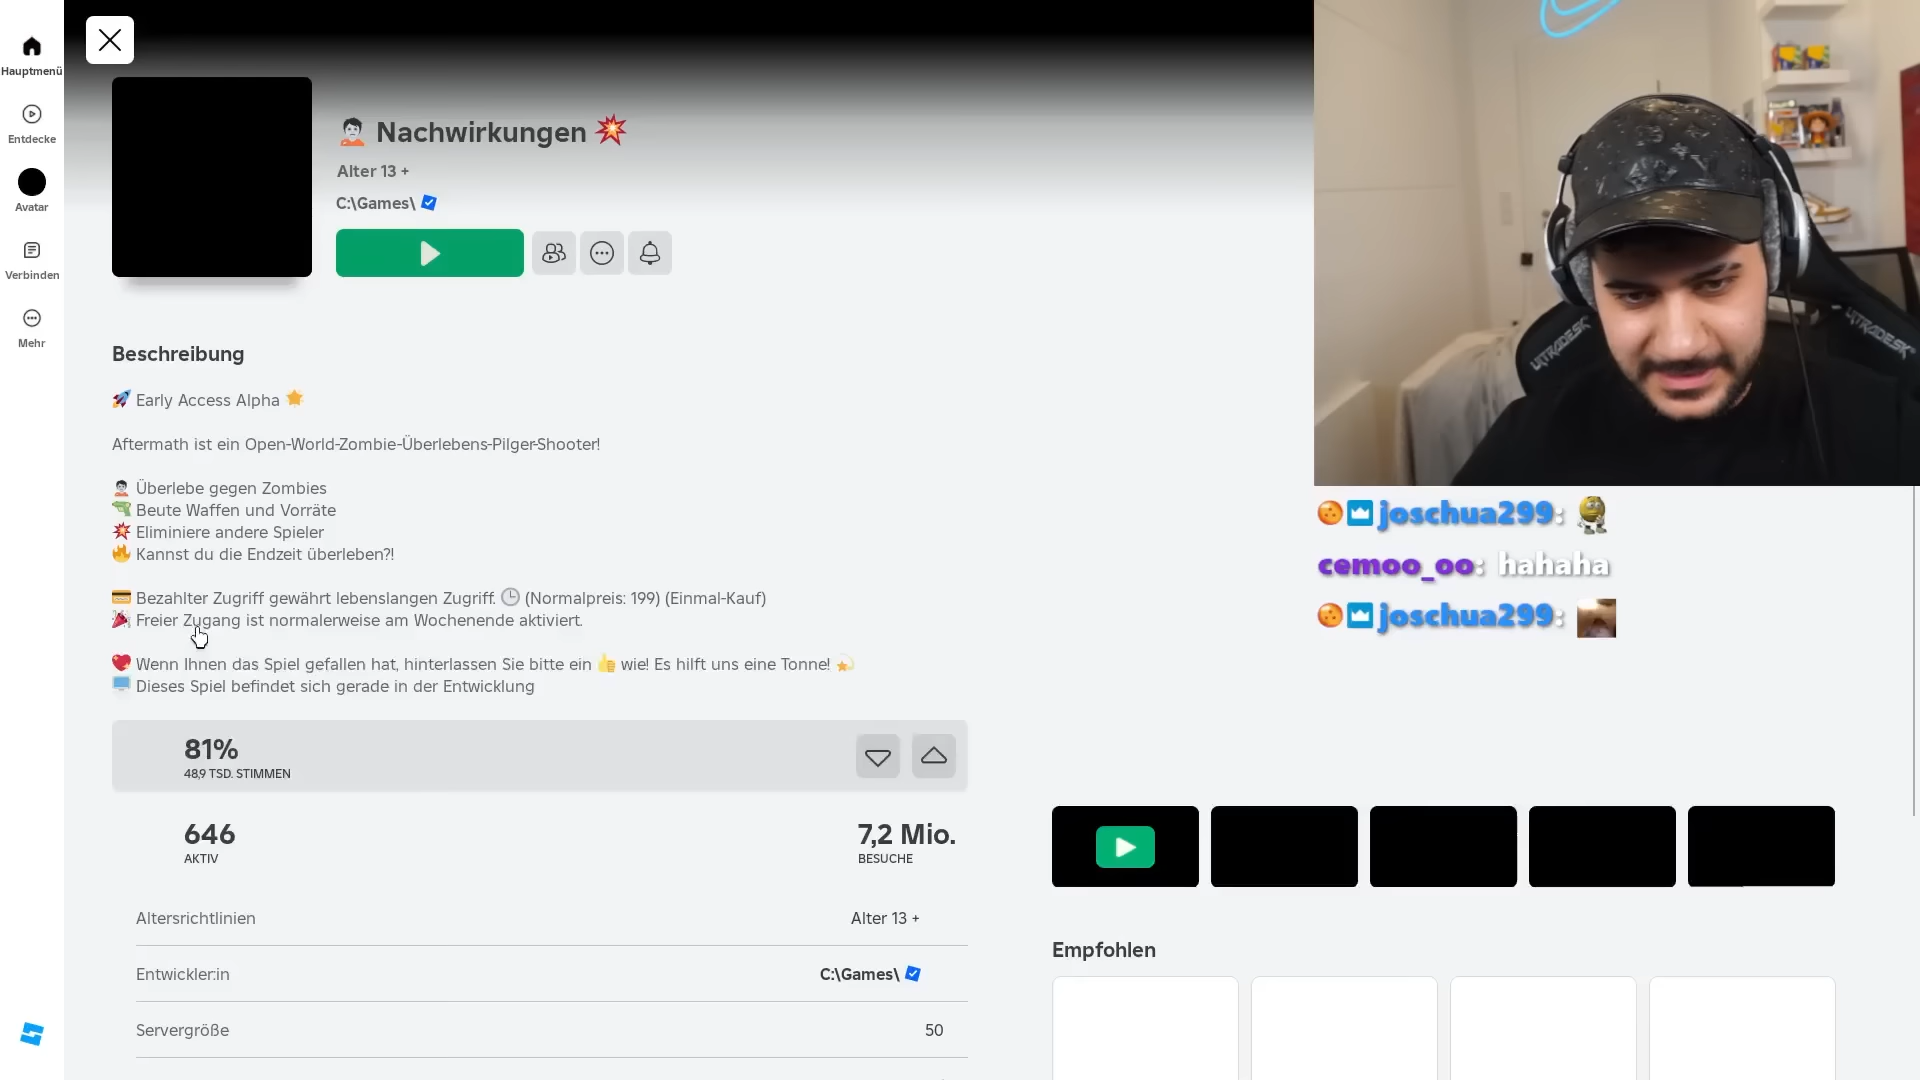 Hauptmenü
Entdecke
Avatar
Verbinden
Mehr
Nachwirkungen
Alter 13 +
C:\Games\
Beschreibung
Early Access Alpha
Aftermath ist ein Open-World-Zombie-Überlebens-Pilger-Shooter!
Überlebe gegen Zombies
Beute Waffen und Vorräte
Eliminiere andere Spieler
Kannst du die Endzeit überleben?!
Bezahlter Zugriff gewährt lebenslangen Zugriff. (Normalpreis: 199) (Einmal-Kauf)
Freier Zugang ist normalerweise am Wochenende aktiviert.
Wenn Ihnen das Spiel gefallen hat, hinterlassen Sie bitte ein 👍 wie! Es hilft uns eine Tonne!
Dieses Spiel befindet sich gerade in der Entwicklung
81%
48,9 TSD. STIMMEN
646
AKTIV
7,2 Mio.
BESUCHE
Altersrichtlinien
Alter 13 +
Entwickler:in
C:\Games\
Servergröße
50
UTRADESK
UTRADESK
joschua299:
cemoo_oo: hahaha
joschua299:
Empfohlen